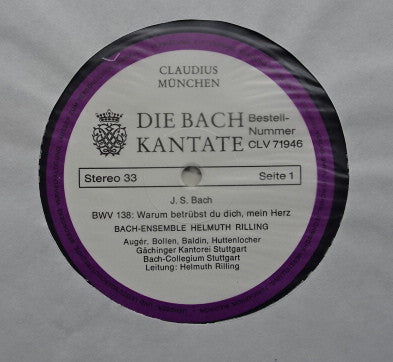 CLAUDIUS
MÜNCHEN
DIE BACH
KANTATE
Bestell-
Nummer
CLV 71946
Stereo 33
Seite 1
J. S. Bach
BWV 138: Warum betrübst du dich, mein Herz
BACH-ENSEMBLE HELMUTH RILLING
Augér, Bollen, Baldin, Huttenlocher
Gächinger Kantorei Stuttgart
Bach-Collegium Stuttgart
Leitung: Helmuth Rilling